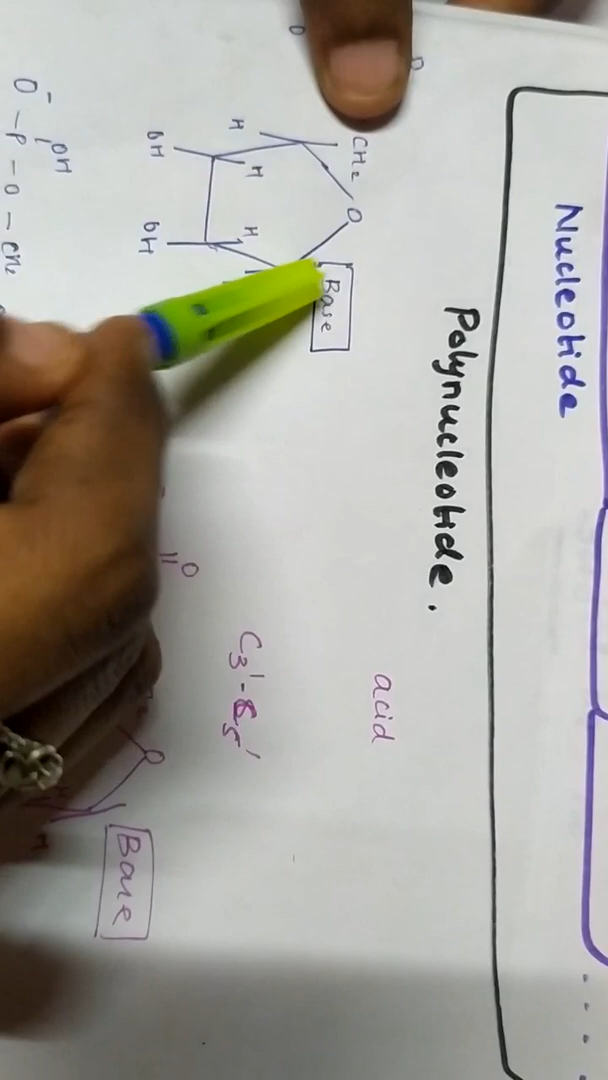 Nucleotide
Polynucleotide.
acid
C3'-C5'
CH2
O
Base
H
H
H
OH
OH
OH
O⁻-P-O-CH2
O
O
Base